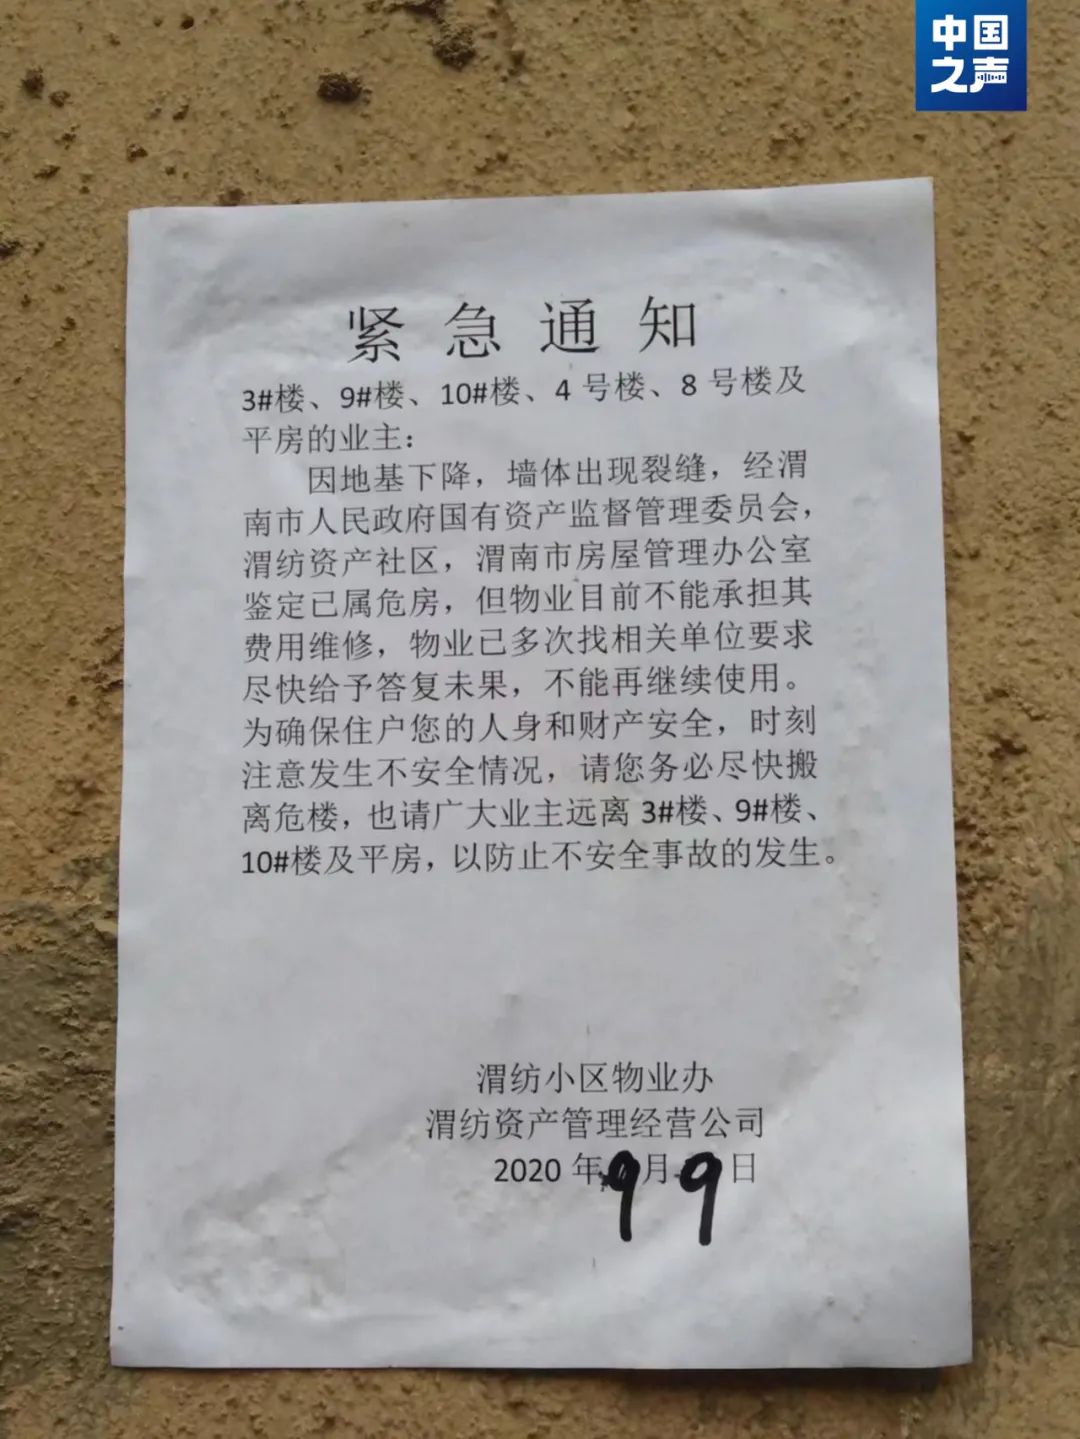 中国
之声
紧急通知
3#楼、9#楼、10#楼、4 号楼、8 号楼及
平房的业主：
因地基下降，墙体出现裂缝，经渭
南市人民政府国有资产监督管理委员会，
渭纺资产社区，渭南市房屋管理办公室
鉴定已属危房，但物业目前不能承担其
费用维修，物业已多次找相关单位要求
尽快给予答复未果，不能再继续使用。
为确保住户您的人身和财产安全，时刻
注意发生不安全情况，请您务必尽快搬
离危楼，也请广大业主远离 3#楼、9#楼、
10#楼及平房，以防止不安全事故的发生。
渭纺小区物业办
渭纺资产管理经营公司
2020 年 9 月 9 日